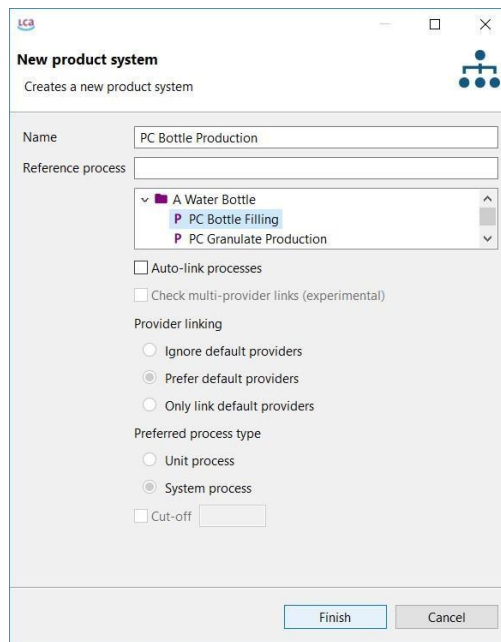 LCA
New product system
Creates a new product system
Name PC Bottle Production
Reference process
A Water Bottle
P PC Bottle Filling
P PC Granulate Production
Auto-link processes
Check multi-provider links (experimental)
Provider linking
Ignore default providers
Prefer default providers
Only link default providers
Preferred process type
Unit process
System process
Cut-off
Finish Cancel